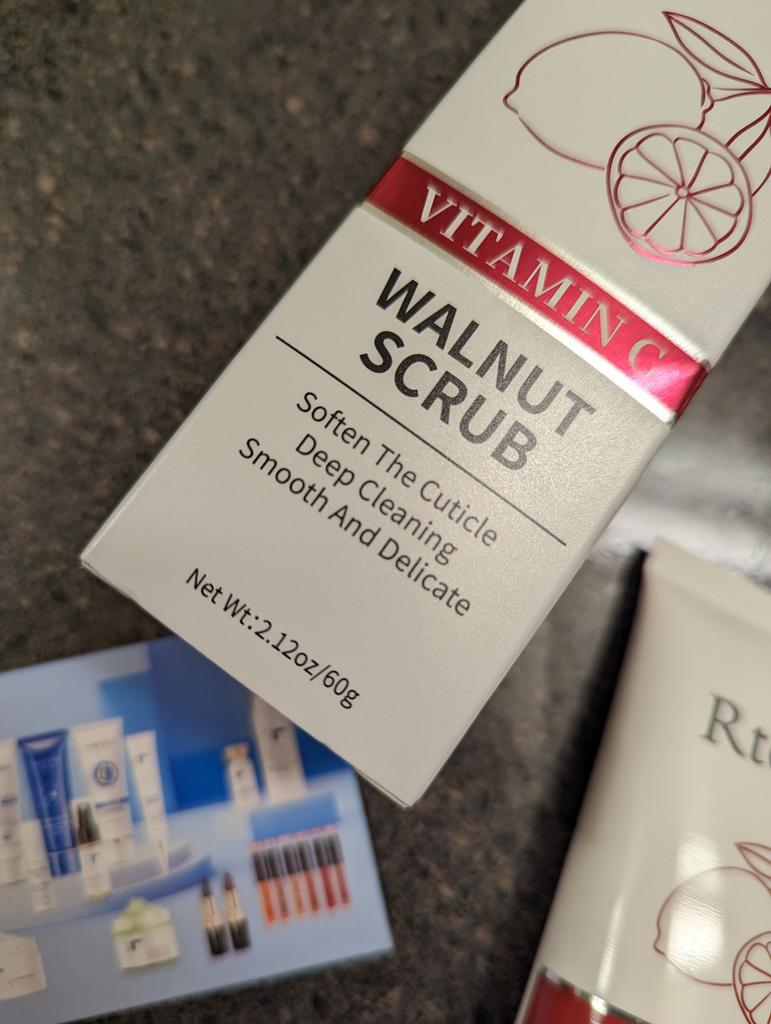 VITAMIN C
WALNUT
SCRUB
Soften The Cuticle
Deep Cleaning
Smooth And Delicate
Net Wt:2.12oz/60g